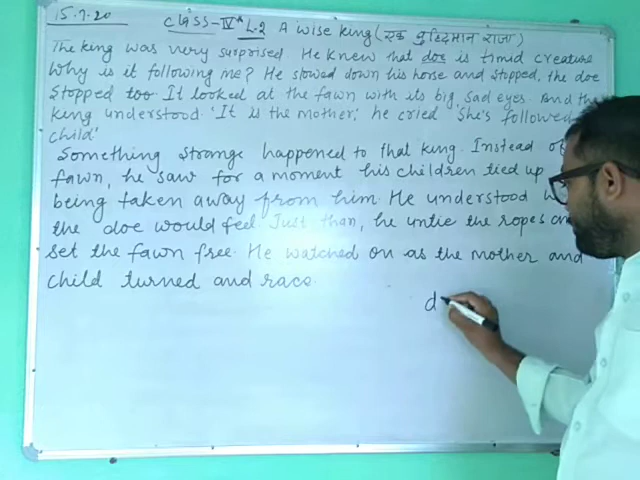 15.7.20 CLASS-IV* L.2 A wise king (एक बुद्धिमान राजा)
The king was very surprised He knew that doe is timid creature
Why is it following me? He slowed down his horse and stopped, the doe
stopped too. It looked at the fawn with its big, sad eyes. And the
king understood. 'It is the mother,' he cried 'She's followed
child'
Something strange happened to that king. Instead of
fawn, he saw for a moment his children tied up
being taken away from him. He understood
the doe would feel Just than, he untie the ropes an
set the fawn free. He watched on as the mother and
child turned and race.
d